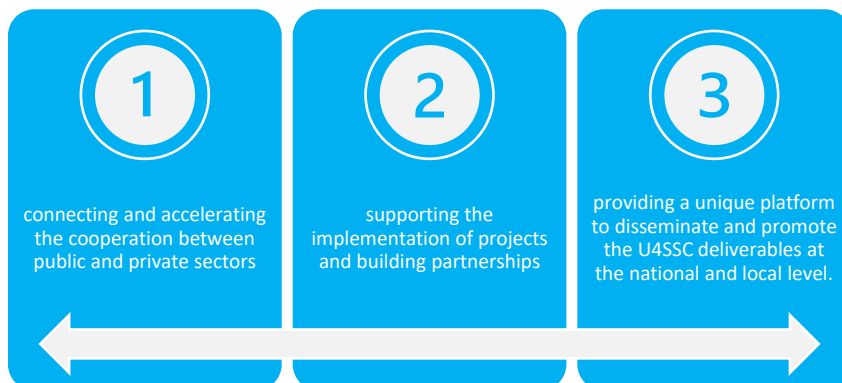 1
connecting and accelerating
the cooperation between
public and private sectors
2
supporting the
implementation of projects
and building partnerships
3
providing a unique platform
to disseminate and promote
the U4SSC deliverables at
the national and local level.